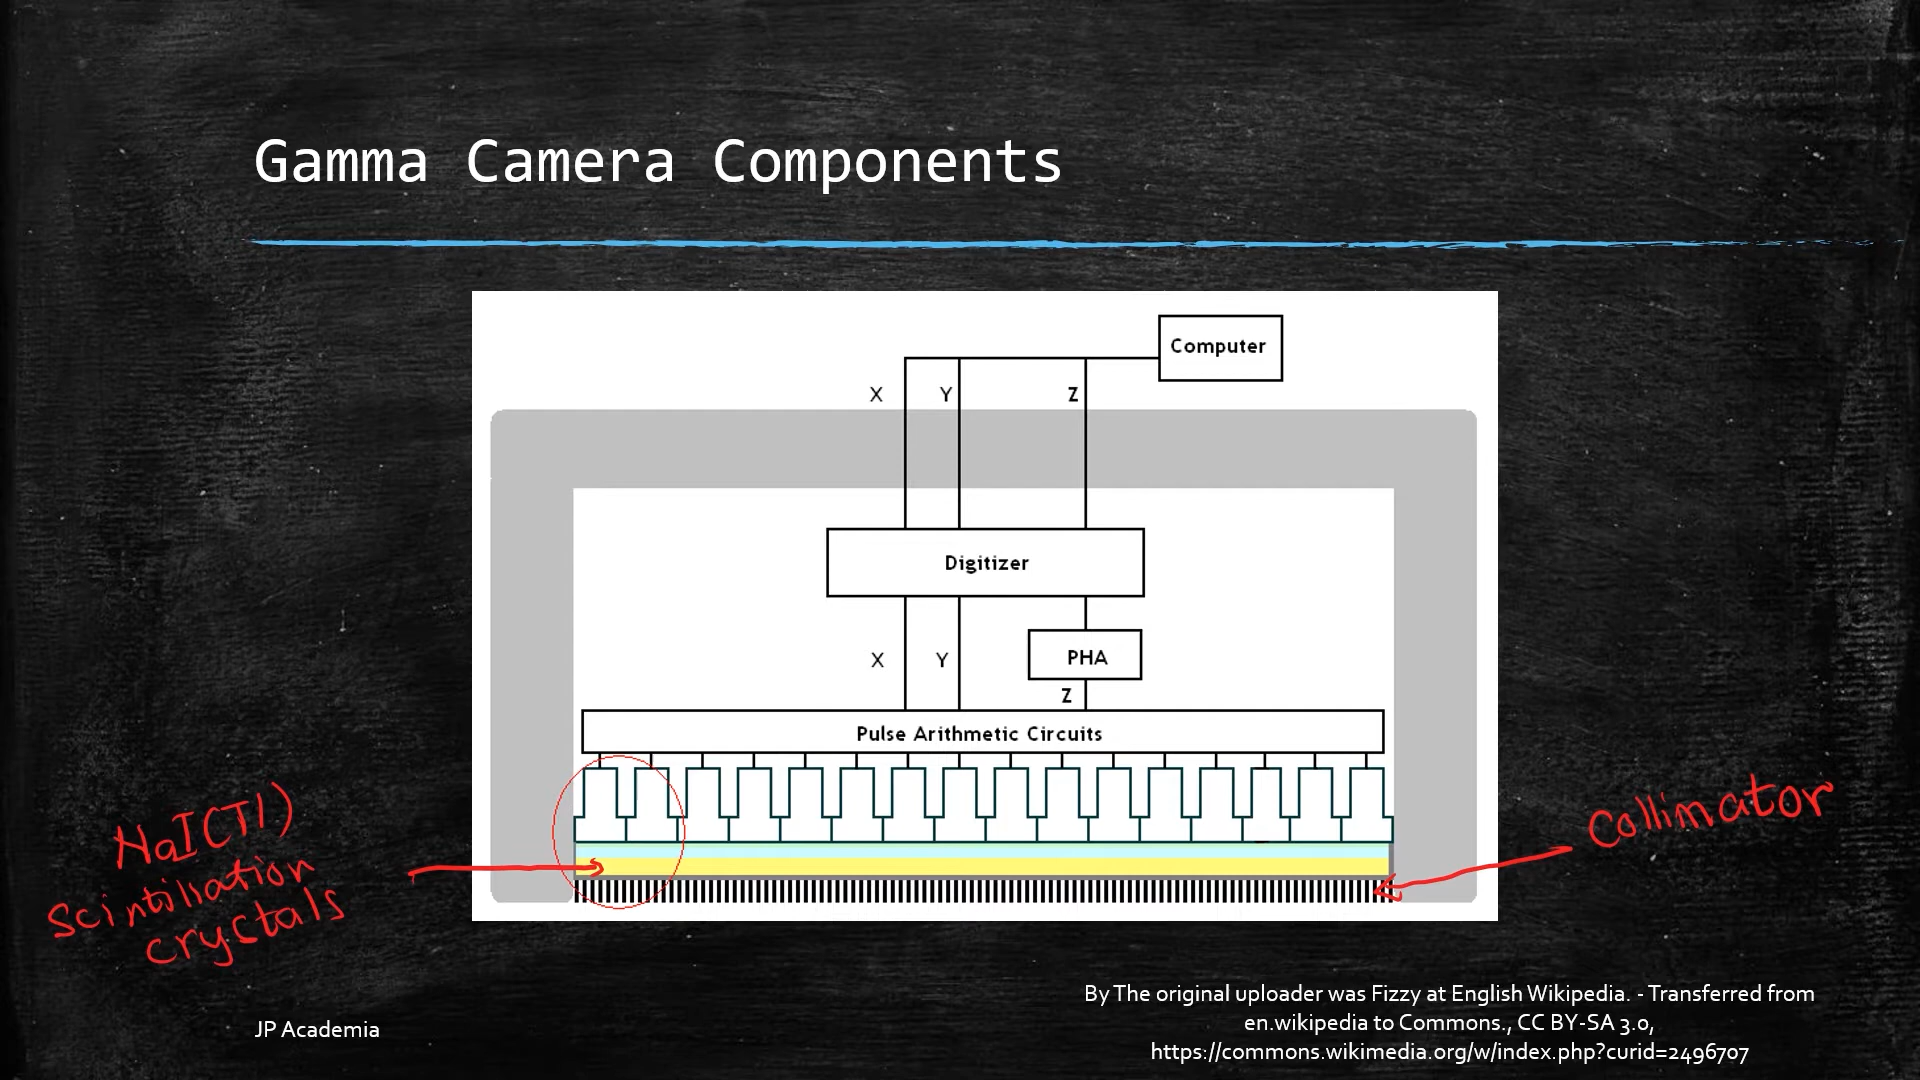 Gamma Camera Components
Computer
X Y Z
Digitizer
X Y
PHA
Z
Pulse Arithmetic Circuits
NaI(Tl)
Scintiliation
crystals
Collimator
By The original uploader was Fizzy at English Wikipedia. - Transferred from
en.wikipedia to Commons., CC BY-SA 3.0,
https://commons.wikimedia.org/w/index.php?curid=2496707
JP Academia